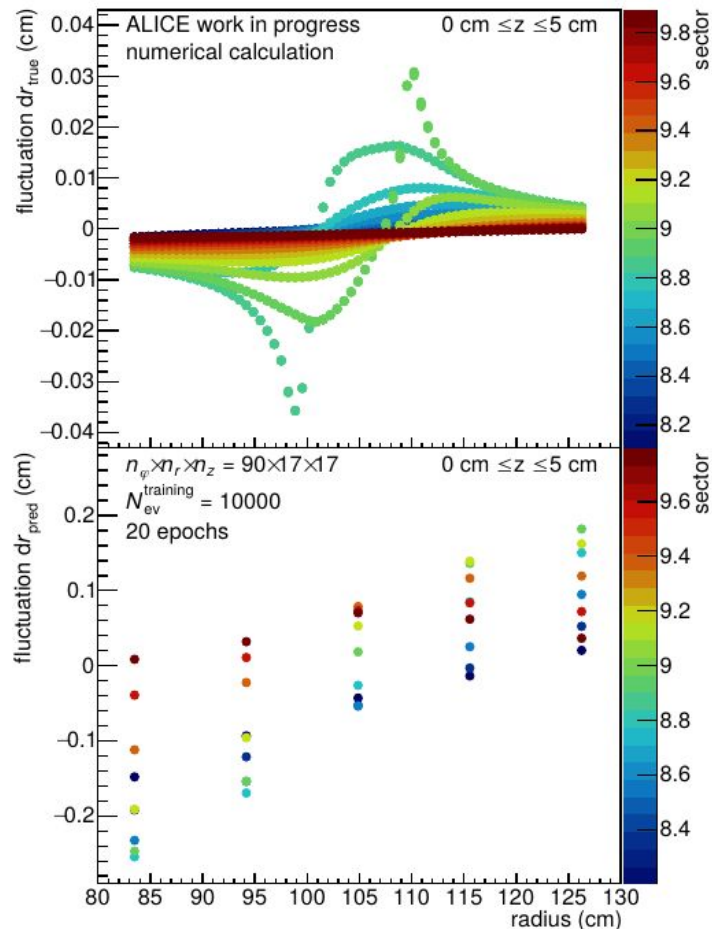 ALICE work in progress
numerical calculation
0 cm ≤z ≤5 cm
fluctuation dr_true (cm)
0.04
0.03
0.02
0.01
0
−0.01
−0.02
−0.03
−0.04
sector
9.8
9.6
9.4
9.2
9
8.8
8.6
8.4
8.2
n_φ×n_r×n_z = 90×17×17
N_ev^training = 10000
20 epochs
0 cm ≤z ≤5 cm
fluctuation dr_pred (cm)
0.2
0.1
0
−0.1
−0.2
sector
9.8
9.6
9.4
9.2
9
8.8
8.6
8.4
80 85 90 95 100 105 110 115 120 125 130
radius (cm)